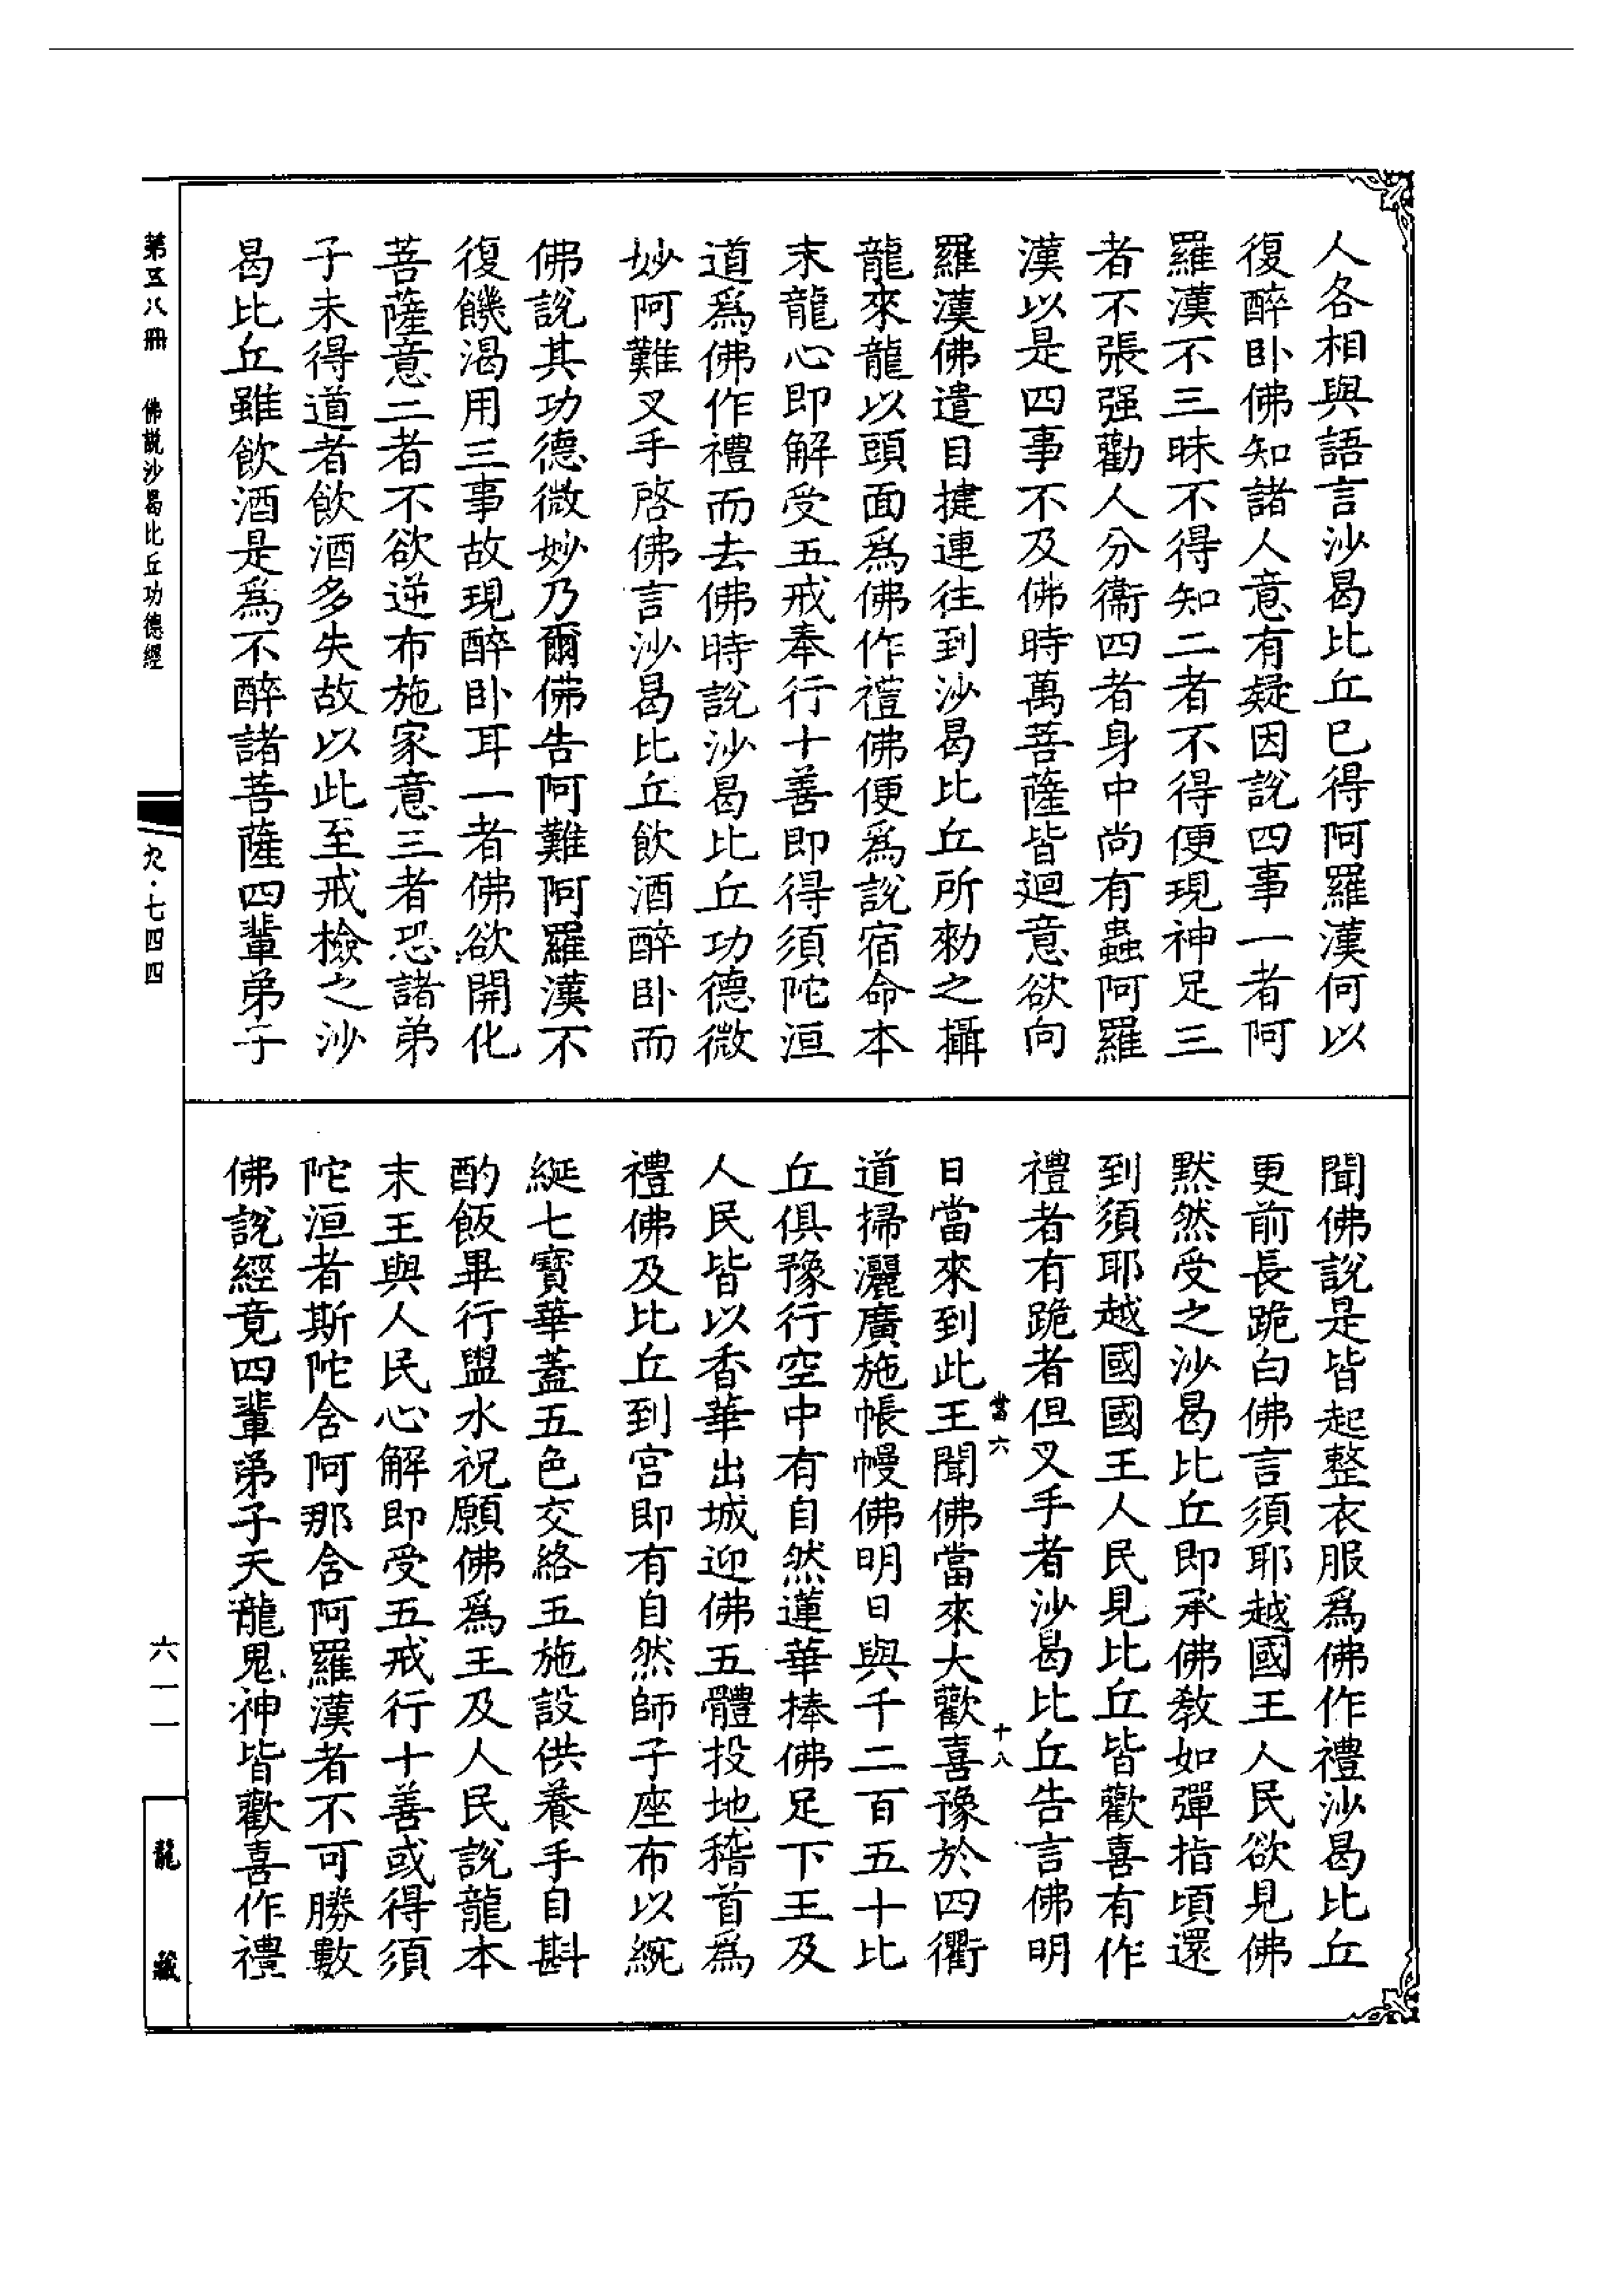 人各相與語言沙曷比丘已得阿羅漢何以
復醉卧佛知諸人意有疑因說四事一者阿
羅漢不三昧不得知二者不得便現神足三
者不張强勸人分衞四者身中尚有蟲阿羅
漢以是四事不及佛時萬菩薩皆迴意欲向
羅漢佛遣目揵連往到沙曷比丘所勑之攝
龍來龍以頭面爲佛作禮佛便爲說宿命本
末龍心即解受五戒奉行十善即得須陀洹
道爲佛作禮而去佛時說沙曷比丘功德微
妙阿難叉手啓佛言沙曷比丘飲酒醉卧而
佛說其功德微妙乃爾佛告阿難阿羅漢不
復饑渴用三事故現醉卧耳一者佛欲開化
菩薩意二者不欲逆布施家意三者恐諸弟
子未得道者飲酒多失故以此至戒檢之沙
曷比丘雖飲酒是爲不醉諸菩薩四輩弟子
聞佛說是皆起整衣服爲佛作禮沙曷比丘
更前長跪白佛言須耶越國王人民欲見佛
黙然受之沙曷比丘即承佛教如彈指頃還
到須耶越國國王人民見比丘皆歡喜有作
禮者有跪者但叉手者沙曷比丘告言佛明
當六
十八
日當來到此王聞佛當來大歡喜豫於四衢
道掃灑廣施帳幔佛明日與千二百五十比
丘俱豫行空中有自然蓮華捧佛足下王及
人民皆以香華出城迎佛五體投地稽首爲
禮佛及比丘到宮即有自然師子座布以綩
綖七寶華蓋五色交絡五施設供養手自斟
酌飯畢行盥水祝願佛爲王及人民說龍本
末王與人民心解即受五戒行十善或得須
陀洹者斯陀含阿那含阿羅漢者不可勝數
佛說經竟四輩弟子天龍鬼神皆歡喜作禮
第五八冊
佛說沙曷比丘功德經
欠·七四四
六一一
龍藏